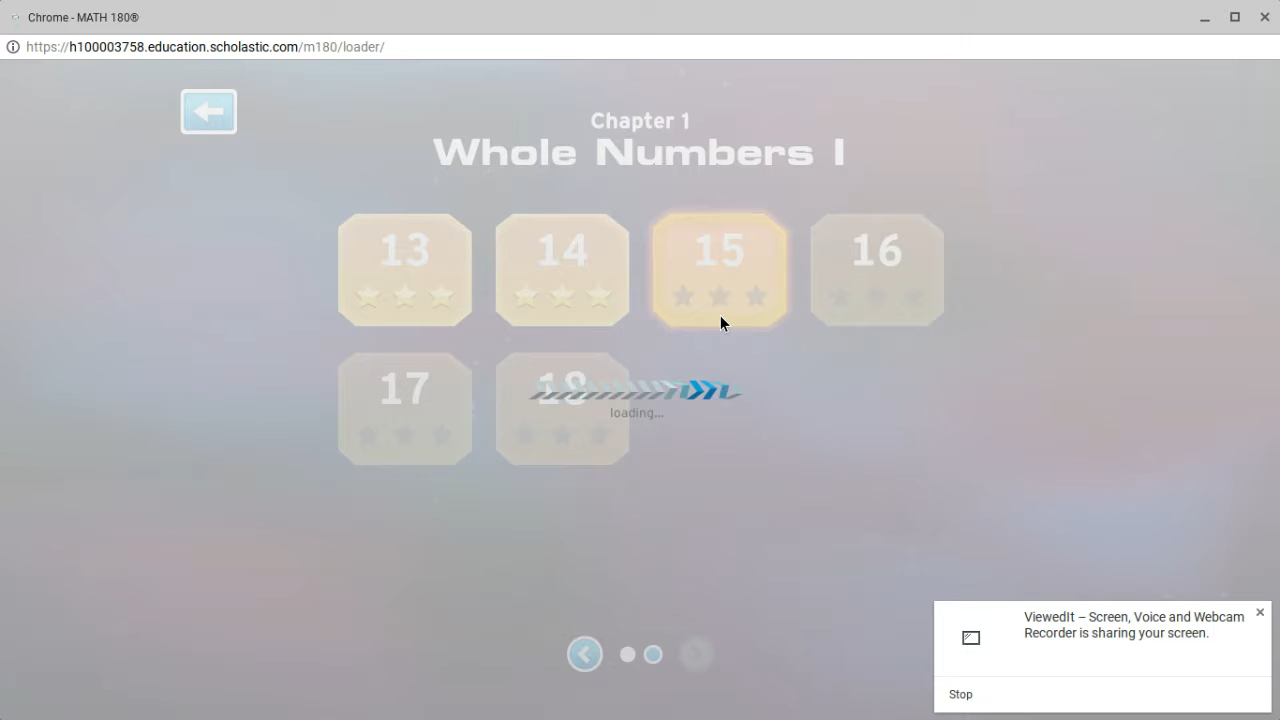 Chrome - MATH 180®
https://h100003758.education.scholastic.com/m180/loader/
Chapter 1
Whole Numbers I
13 14 15 16
17 18
loading...
ViewedIt – Screen, Voice and Webcam
Recorder is sharing your screen.
Stop